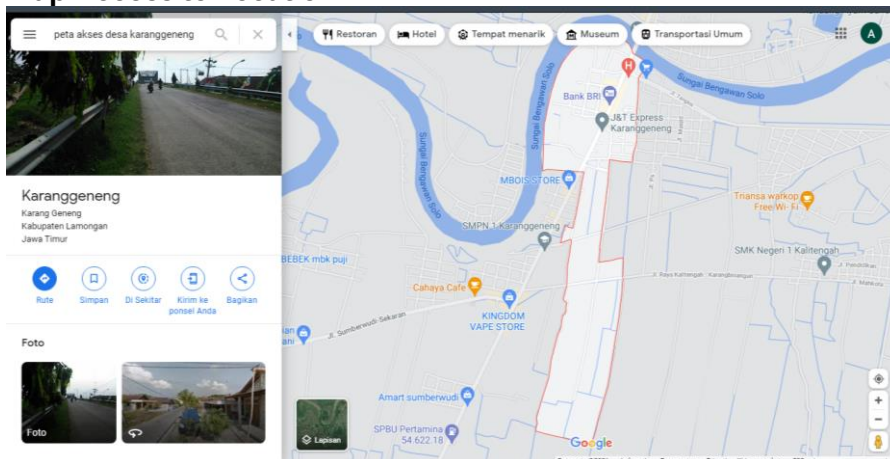 peta akses desa karanggeneng
Restoran
Hotel
Tempat menarik
Museum
Transportasi Umum
A
Karanggeneng
Karang Geneng
Kabupaten Lamongan
Jawa Timur
Rute
Simpan
Di Sekitar
Kirim ke
ponsel Anda
Bagikan
Foto
Foto
Sungai Bengawan Solo
H
Bank BRI
J&T Express
Karanggeneng
Sungai Bengawan Solo
Sungai Bengawan Solo
MBOIS STORE
Triansa warkop
Free Wi- Fi
SMPN 1 Karanggeneng
SMK Negeri 1 Kalitengah
BEBEK mbk puji
Jl. Pendidikan
Cahaya Cafe
KINGDOM
VAPE STORE
Jl. Sumberwudi Sekaran
Amart sumberwudi
SPBU Pertamina
54.622.18
Lapisan
Google